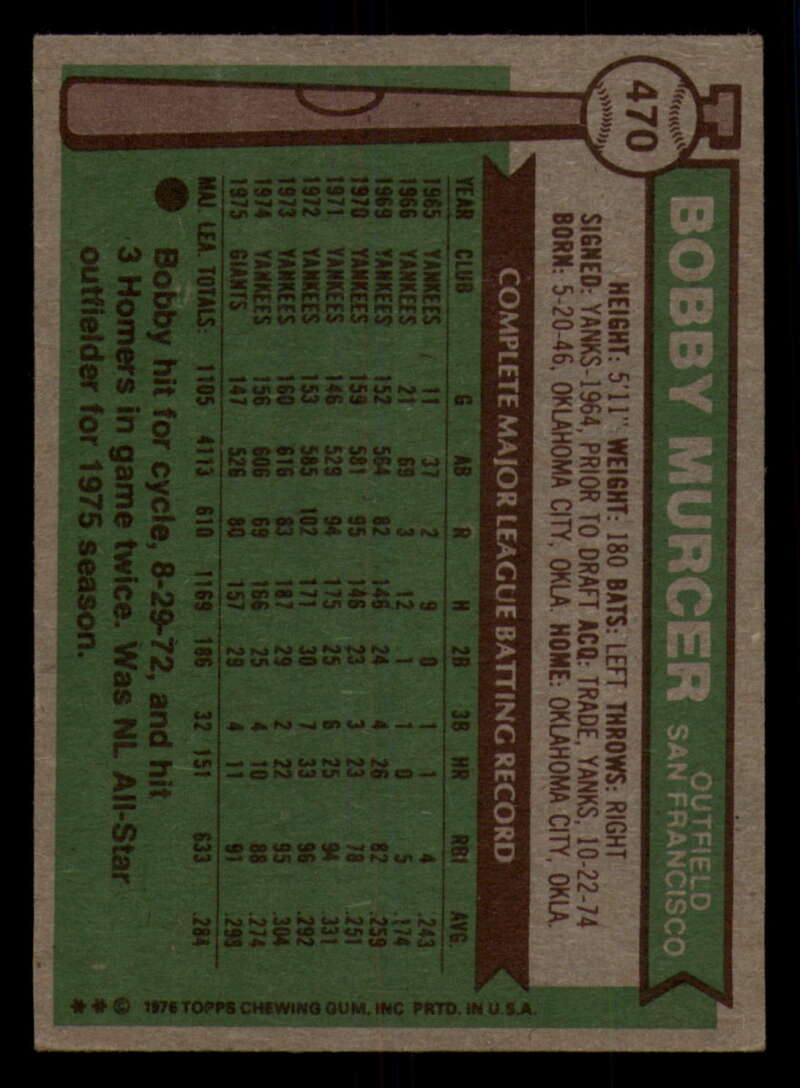 470
BOBBY MURCER
OUTFIELD
SAN FRANCISCO
HEIGHT: 5'11" WEIGHT: 180 BATS: LEFT THROWS: RIGHT
SIGNED: YANKS-1964, PRIOR TO DRAFT ACQ: TRADE, YANKS, 10-22-74
BORN: 5-20-46, OKLAHOMA CITY, OKLA. HOME: OKLAHOMA CITY, OKLA.
COMPLETE MAJOR LEAGUE BATTING RECORD
YEAR CLUB G AB R H 2B 3B HR RBI AVG.
1965 YANKEES 11 37 2 9 0 1 1 4 .243
1966 YANKEES 21 69 3 12 1 1 0 5 .174
1969 YANKEES 152 564 82 146 24 4 26 82 .259
1970 YANKEES 159 581 95 146 23 3 23 78 .251
1971 YANKEES 146 529 94 175 25 6 25 94 .331
1972 YANKEES 153 585 102 171 30 7 33 96 .292
1973 YANKEES 160 616 83 187 29 2 22 95 .304
1974 YANKEES 156 606 69 166 25 4 10 88 .274
1975 GIANTS 147 526 80 157 29 4 11 91 .298
MAJ. LEA. TOTALS: 1105 4113 610 1169 186 32 151 633 .284
Bobby hit for cycle, 8-29-72, and hit
3 Homers in game twice. Was NL All-Star
outfielder for 1975 season.
** © 1976 TOPPS CHEWING GUM, INC PRTD. IN U.S.A.